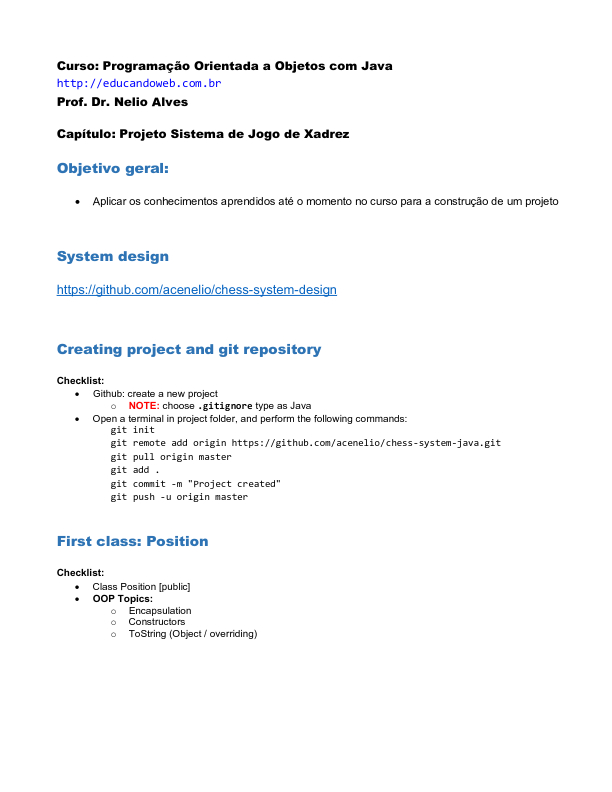 Curso: Programação Orientada a Objetos com Java
http://educandoweb.com.br
Prof. Dr. Nelio Alves
Capítulo: Projeto Sistema de Jogo de Xadrez
Objetivo geral:
• Aplicar os conhecimentos aprendidos até o momento no curso para a construção de um projeto
System design
https://github.com/acenelio/chess-system-design
Creating project and git repository
Checklist:
• Github: create a new project
o NOTE: choose .gitignore type as Java
• Open a terminal in project folder, and perform the following commands:
git init
git remote add origin https://github.com/acenelio/chess-system-java.git
git pull origin master
git add .
git commit -m "Project created"
git push -u origin master
First class: Position
Checklist:
• Class Position [public]
• OOP Topics:
o Encapsulation
o Constructors
o ToString (Object / overriding)